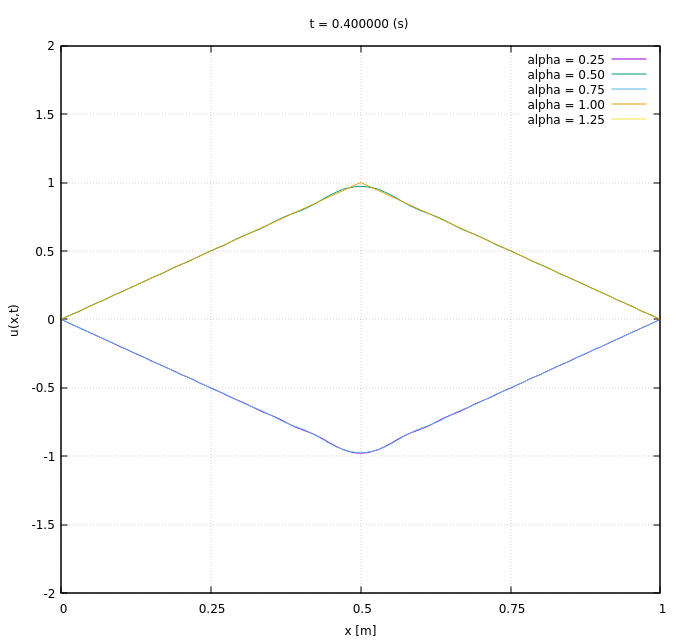 t = 0.400000 (s)
alpha = 0.25
alpha = 0.50
alpha = 0.75
alpha = 1.00
alpha = 1.25
2
1.5
1
0.5
0
-0.5
-1
-1.5
-2
u(x,t)
0 0.25 0.5 0.75 1
x [m]